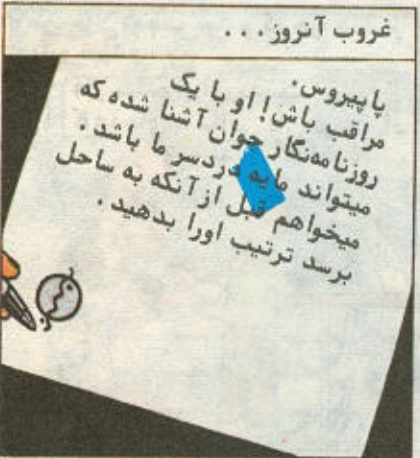 غروب آنروز . . .
پاپیروس.
مراقب باش! او با یک
روزنامه‌نگار جوان آشنا شده که
میتواند مایه دردسر ما باشد .
میخواهم قبل از آنکه به ساحل
برسد ترتیب اورا بدهید .